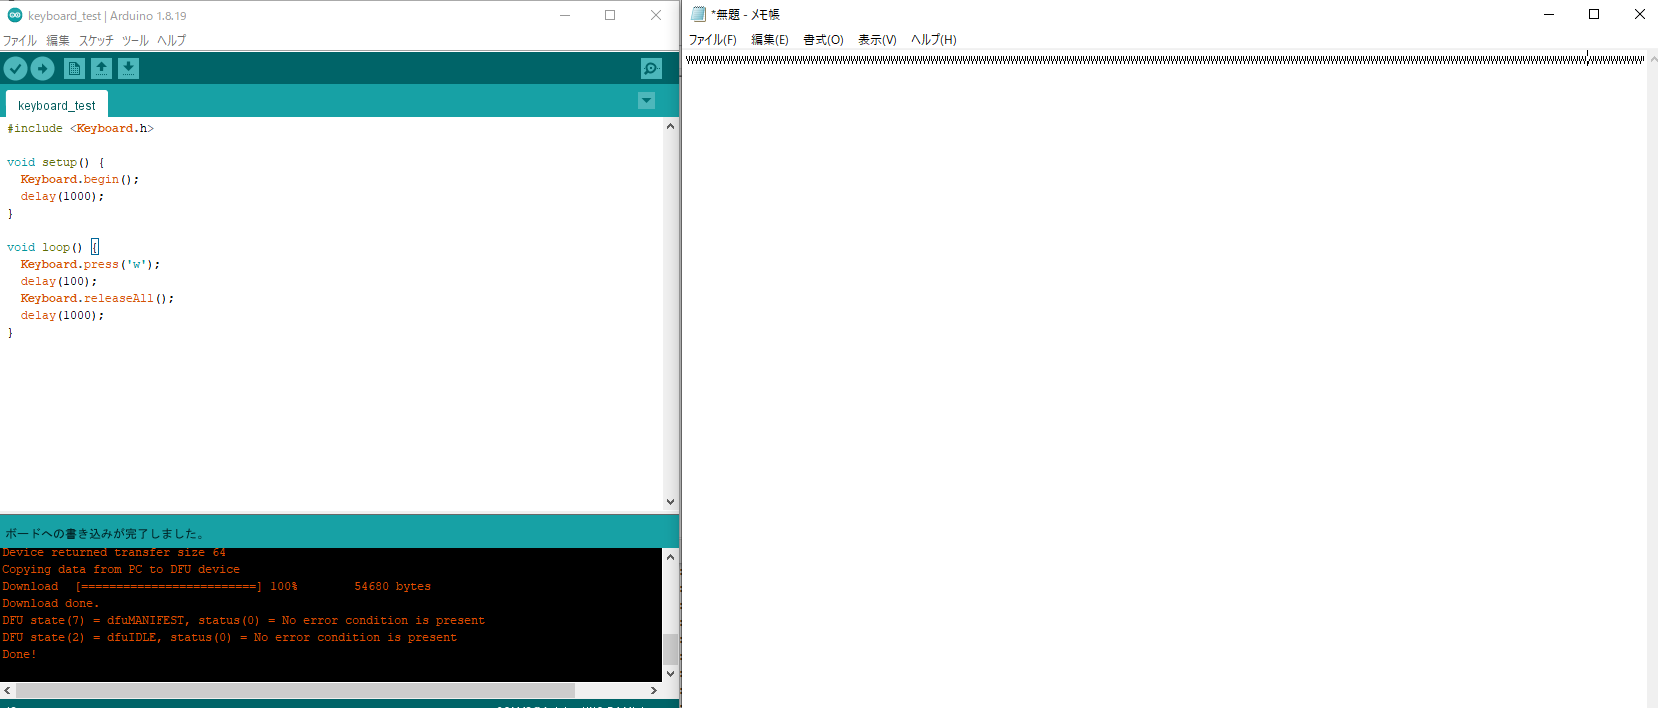 keyboard_test | Arduino 1.8.19
ファイル 編集 スケッチ ツール ヘルプ
keyboard_test
#include <Keyboard.h>
void setup() {
Keyboard.begin();
delay(1000);
}
void loop() {
Keyboard.press('w');
delay(100);
Keyboard.releaseAll();
delay(1000);
}
ボードへの書き込みが完了しました。
Device returned transfer size 64
Copying data from PC to DFU device
Download [=========================] 100% 54680 bytes
Download done.
DFU state(7) = dfuMANIFEST, status(0) = No error condition is present
DFU state(2) = dfuIDLE, status(0) = No error condition is present
Done!
*無題 - メモ帳
ファイル(F) 編集(E) 書式(O) 表示(V) ヘルプ(H)